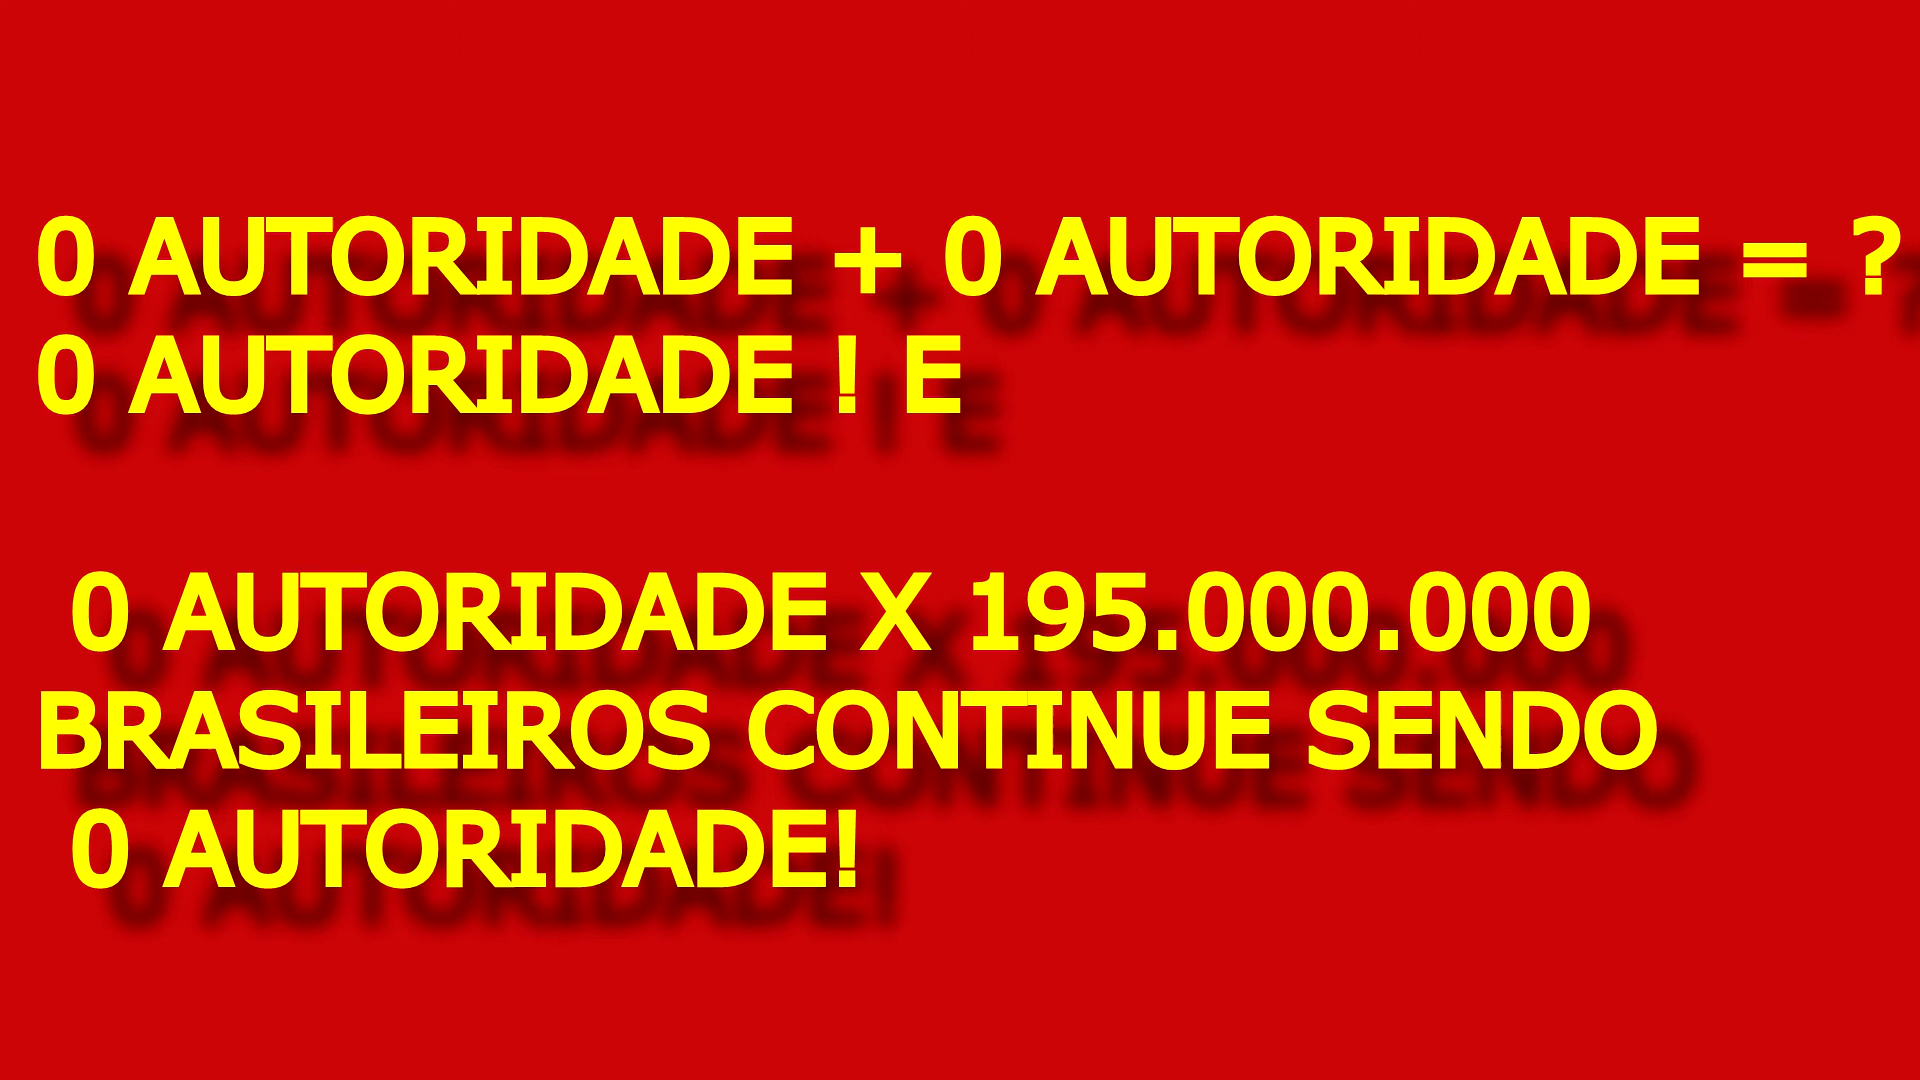 0 AUTORIDADE + 0 AUTORIDADE = ?
0 AUTORIDADE ! E
0 AUTORIDADE X 195.000.000
BRASILEIROS CONTINUE SENDO
0 AUTORIDADE!